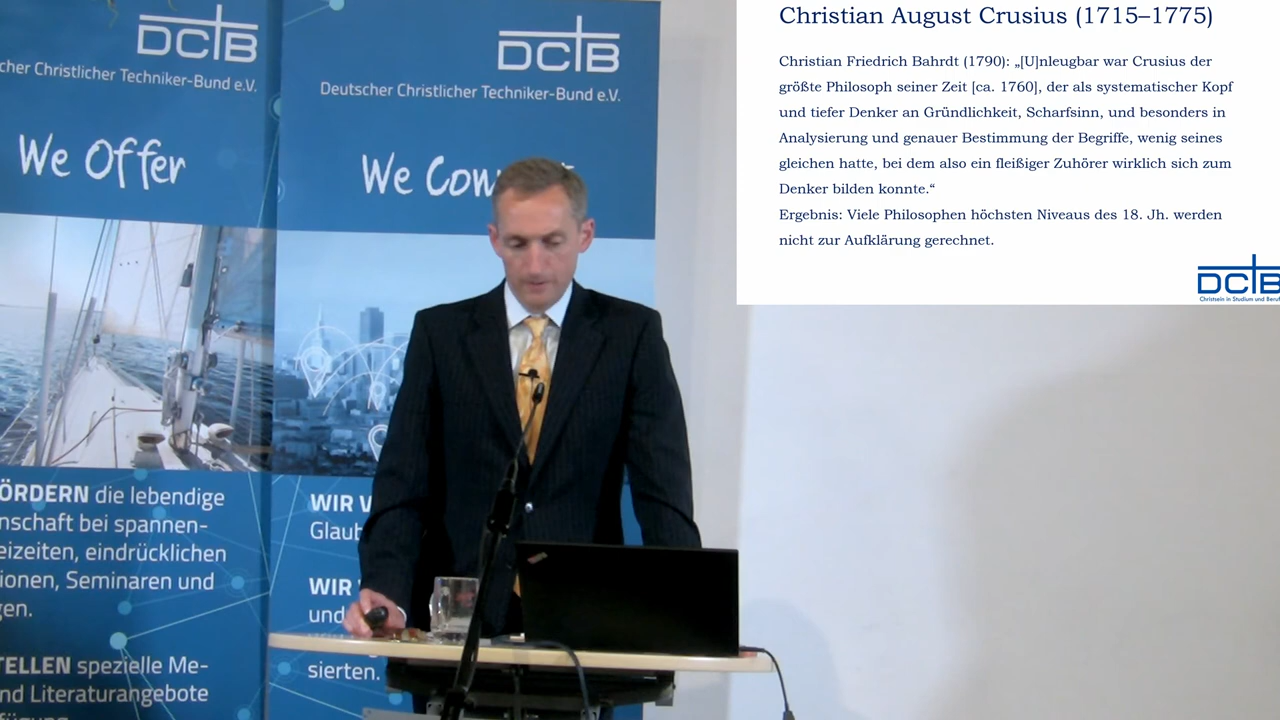 DCTB
cher Christlicher Techniker-Bund e.V.
We Offer
ÖRDERN die lebendige
nschaft bei spannen-
eizeiten, eindrücklichen
ionen, Seminaren und
gen.
TELLEN spezielle Me-
nd Literaturangebote
DCTB
Deutscher Christlicher Techniker-Bund e.V.
We Con
WIR V
Glaub
WIR
und
sierten.
Christian August Crusius (1715–1775)
Christian Friedrich Bahrdt (1790): „[U]nleugbar war Crusius der
größte Philosoph seiner Zeit [ca. 1760], der als systematischer Kopf
und tiefer Denker an Gründlichkeit, Scharfsinn, und besonders in
Analysierung und genauer Bestimmung der Begriffe, wenig seines
gleichen hatte, bei dem also ein fleißiger Zuhörer wirklich sich zum
Denker bilden konnte.“
Ergebnis: Viele Philosophen höchsten Niveaus des 18. Jh. werden
nicht zur Aufklärung gerechnet.
DCTB
Christsein in Studium und Beruf